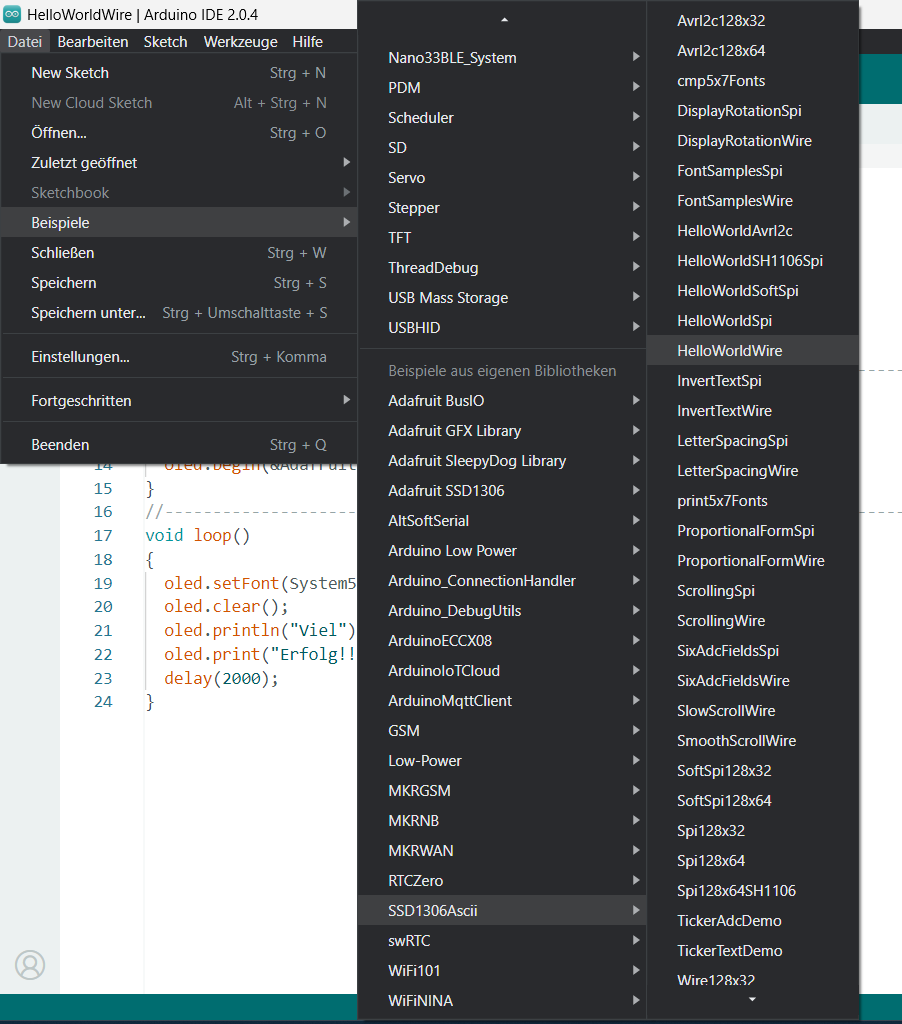 HelloWorldWire | Arduino IDE 2.0.4
Datei Bearbeiten Sketch Werkzeuge Hilfe
New Sketch Strg + N
New Cloud Sketch Alt + Strg + N
Öffnen... Strg + O
Zuletzt geöffnet
Sketchbook
Beispiele
Schließen Strg + W
Speichern Strg + S
Speichern unter... Strg + Umschalttaste + S
Einstellungen... Strg + Komma
Fortgeschritten
Beenden Strg + Q
14 oled.begin(&Adafruit
15 }
16 //--------------------
17 void loop()
18 {
19 oled.setFont(System5
20 oled.clear();
21 oled.println("Viel")
22 oled.print("Erfolg!!
23 delay(2000);
24 }
Nano33BLE_System
PDM
Scheduler
SD
Servo
Stepper
TFT
ThreadDebug
USB Mass Storage
USBHID
Beispiele aus eigenen Bibliotheken
Adafruit BusIO
Adafruit GFX Library
Adafruit SleepyDog Library
Adafruit SSD1306
AltSoftSerial
Arduino Low Power
Arduino_ConnectionHandler
Arduino_DebugUtils
ArduinoECCX08
ArduinoIoTCloud
ArduinoMqttClient
GSM
Low-Power
MKRGSM
MKRNB
MKRWAN
RTCZero
SSD1306Ascii
swRTC
WiFi101
WiFiNINA
AvrI2c128x32
AvrI2c128x64
cmp5x7Fonts
DisplayRotationSpi
DisplayRotationWire
FontSamplesSpi
FontSamplesWire
HelloWorldAvrI2c
HelloWorldSH1106Spi
HelloWorldSoftSpi
HelloWorldSpi
HelloWorldWire
InvertTextSpi
InvertTextWire
LetterSpacingSpi
LetterSpacingWire
print5x7Fonts
ProportionalFormSpi
ProportionalFormWire
ScrollingSpi
ScrollingWire
SixAdcFieldsSpi
SixAdcFieldsWire
SlowScrollWire
SmoothScrollWire
SoftSpi128x32
SoftSpi128x64
Spi128x32
Spi128x64
Spi128x64SH1106
TickerAdcDemo
TickerTextDemo
Wire128x32